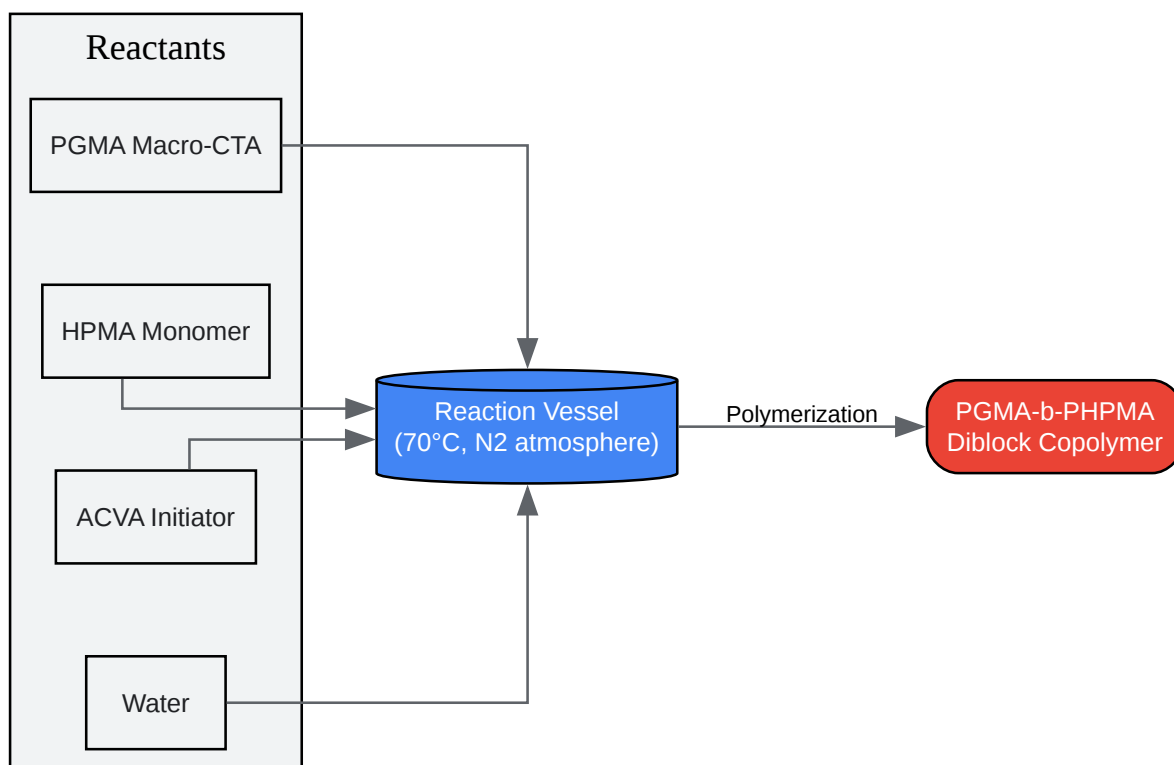 Reactants
PGMA Macro-CTA
HPMA Monomer
ACVA Initiator
Water
Reaction Vessel
(70°C, N2 atmosphere)
Polymerization
PGMA-b-PHPMA
Diblock Copolymer